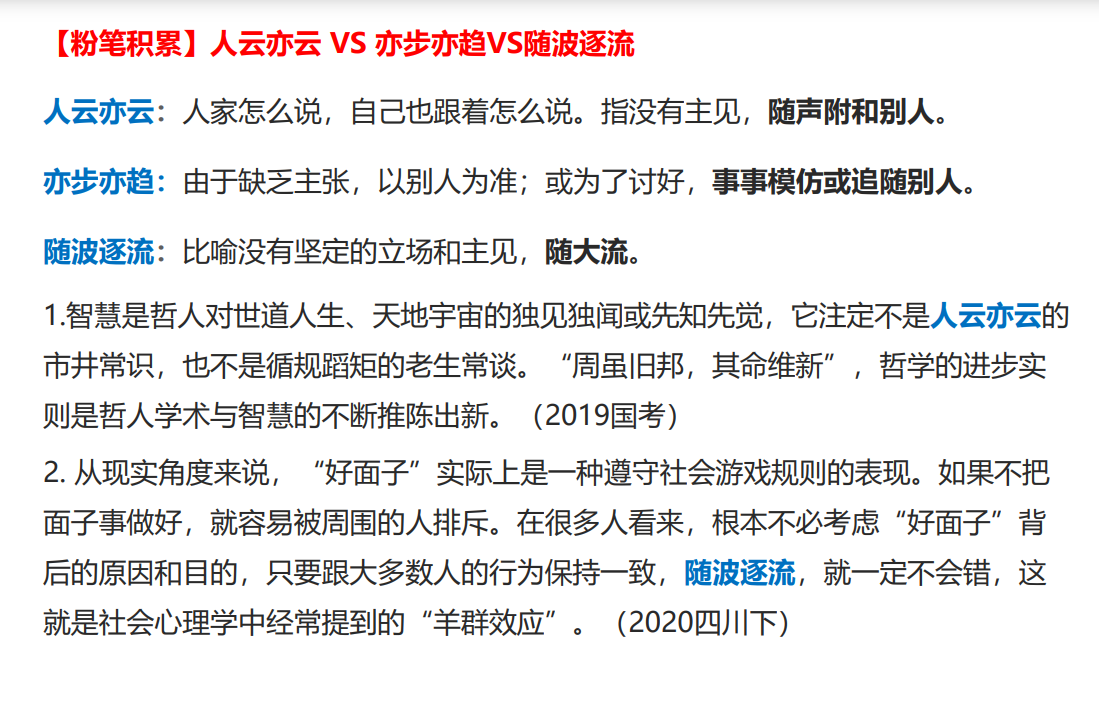 【粉笔积累】人云亦云 VS 亦步亦趋VS随波逐流
人云亦云：人家怎么说，自己也跟着怎么说。指没有主见，随声附和别人。
亦步亦趋：由于缺乏主张，以别人为准；或为了讨好，事事模仿或追随别人。
随波逐流：比喻没有坚定的立场和主见，随大流。
1.智慧是哲人对世道人生、天地宇宙的独见独闻或先知先觉，它注定不是人云亦云的
市井常识，也不是循规蹈矩的老生常谈。“周虽旧邦，其命维新”，哲学的进步实
则是哲人学术与智慧的不断推陈出新。（2019国考）
2. 从现实角度来说，“好面子”实际上是一种遵守社会游戏规则的表现。如果不把
面子事做好，就容易被周围的人排斥。在很多人看来，根本不必考虑“好面子”背
后的原因和目的，只要跟大多数人的行为保持一致，随波逐流，就一定不会错，这
就是社会心理学中经常提到的“羊群效应”。（2020四川下）